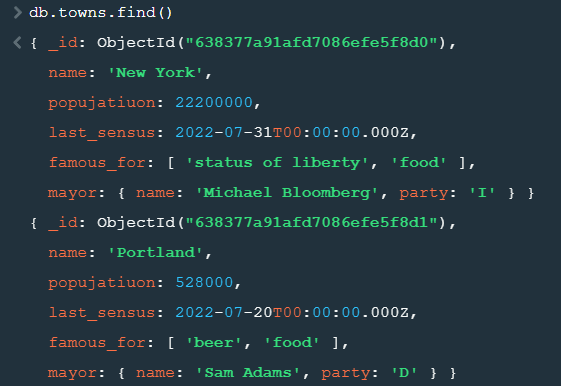 > db.towns.find()
< { _id: ObjectId("638377a91afd7086efe5f8d0"),
name: 'New York',
popujatiuon: 22200000,
last_sensus: 2022-07-31T00:00:00.000Z,
famous_for: [ 'status of liberty', 'food' ],
mayor: { name: 'Michael Bloomberg', party: 'I' } }
{ _id: ObjectId("638377a91afd7086efe5f8d1"),
name: 'Portland',
popujatiuon: 528000,
last_sensus: 2022-07-20T00:00:00.000Z,
famous_for: [ 'beer', 'food' ],
mayor: { name: 'Sam Adams', party: 'D' } }